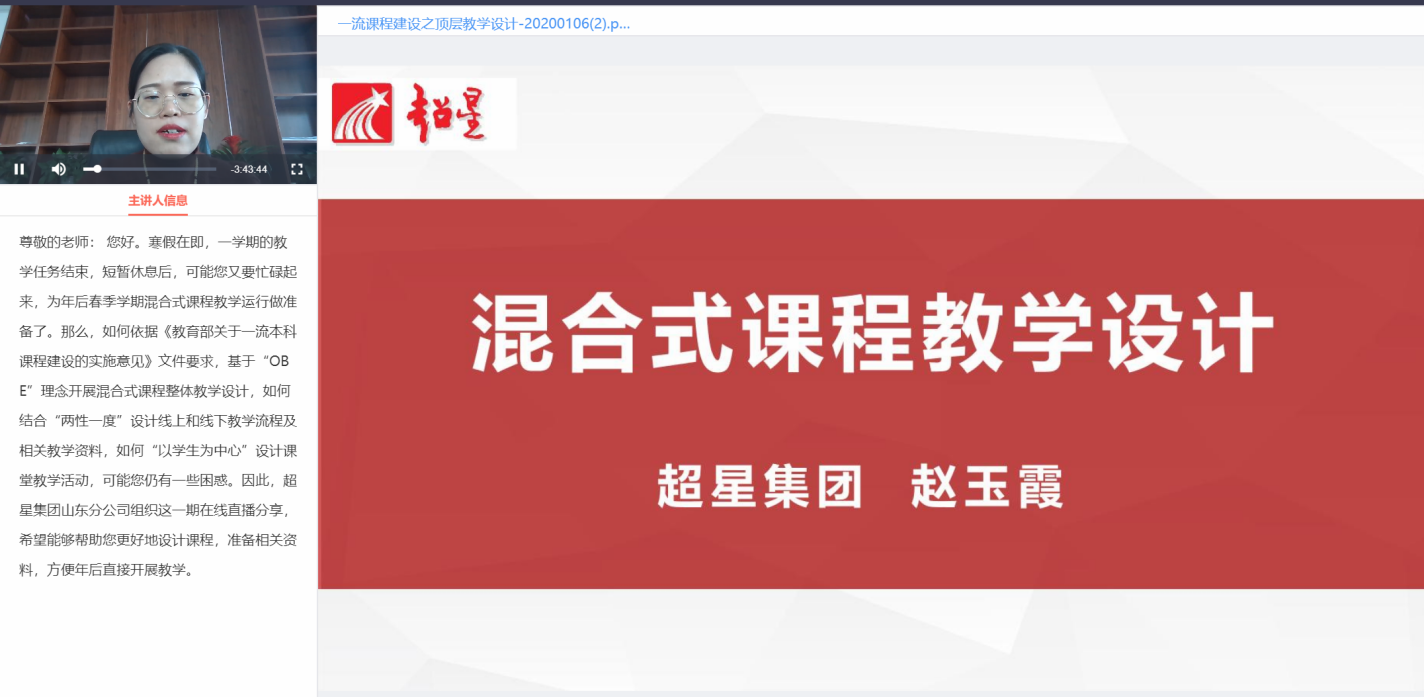 一流课程建设之顶层教学设计-20200106(2).p...
超星
-3:43:44
主讲人信息
尊敬的老师： 您好。寒假在即，一学期的教
学任务结束，短暂休息后，可能您又要忙碌起
来，为年后春季学期混合式课程教学运行做准
备了。那么，如何依据《教育部关于一流本科
课程建设的实施意见》文件要求，基于“OB
E”理念开展混合式课程整体教学设计，如何
结合“两性一度”设计线上和线下教学流程及
相关教学资料，如何“以学生为中心”设计课
堂教学活动，可能您仍有一些困惑。因此，超
星集团山东分公司组织这一期在线直播分享，
希望能够帮助您更好地设计课程，准备相关资
料，方便年后直接开展教学。
混合式课程教学设计
超星集团 赵玉霞